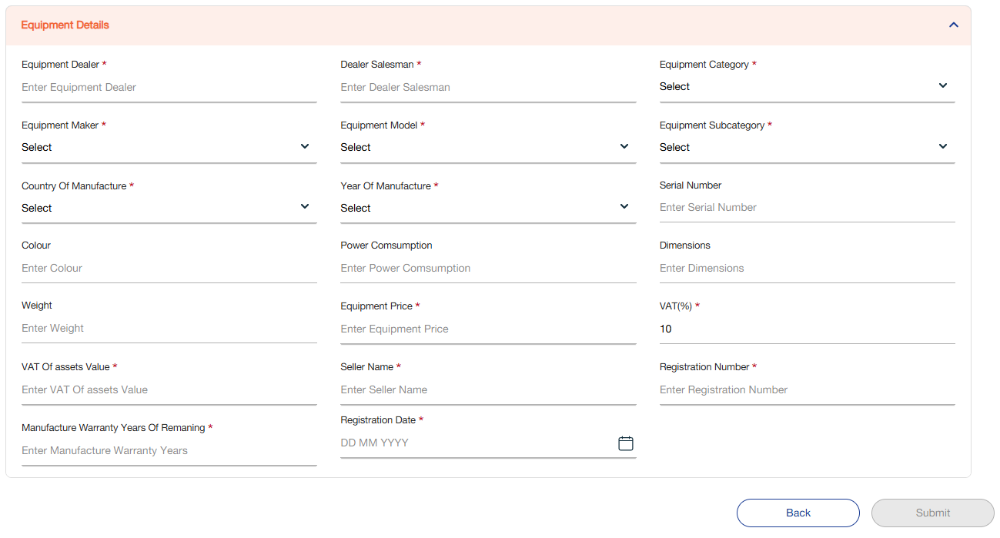 Equipment Details
Equipment Dealer * Dealer Salesman * Equipment Category *
Enter Equipment Dealer Enter Dealer Salesman Select
Equipment Maker * Equipment Model * Equipment Subcategory *
Select Select Select
Country Of Manufacture * Year Of Manufacture * Serial Number
Select Select Enter Serial Number
Colour Power Comsumption Dimensions
Enter Colour Enter Power Comsumption Enter Dimensions
Weight Equipment Price * VAT(%) *
Enter Weight Enter Equipment Price 10
VAT Of assets Value * Seller Name * Registration Number *
Enter VAT Of assets Value Enter Seller Name Enter Registration Number
Manufacture Warranty Years Of Remaning * Registration Date *
Enter Manufacture Warranty Years DD MM YYYY
Back Submit